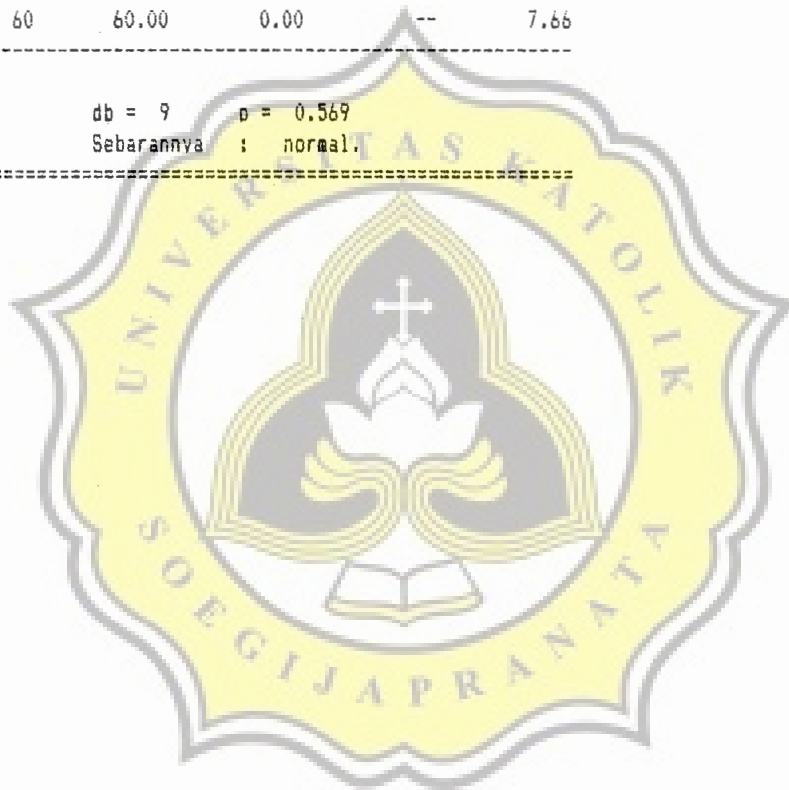 60 60.00 0.00 -- 7.66
db = 9 p = 0.569
Sebarannya : normal.
UNIVERSITAS KATOLIK
SOEGIJAPRANATA